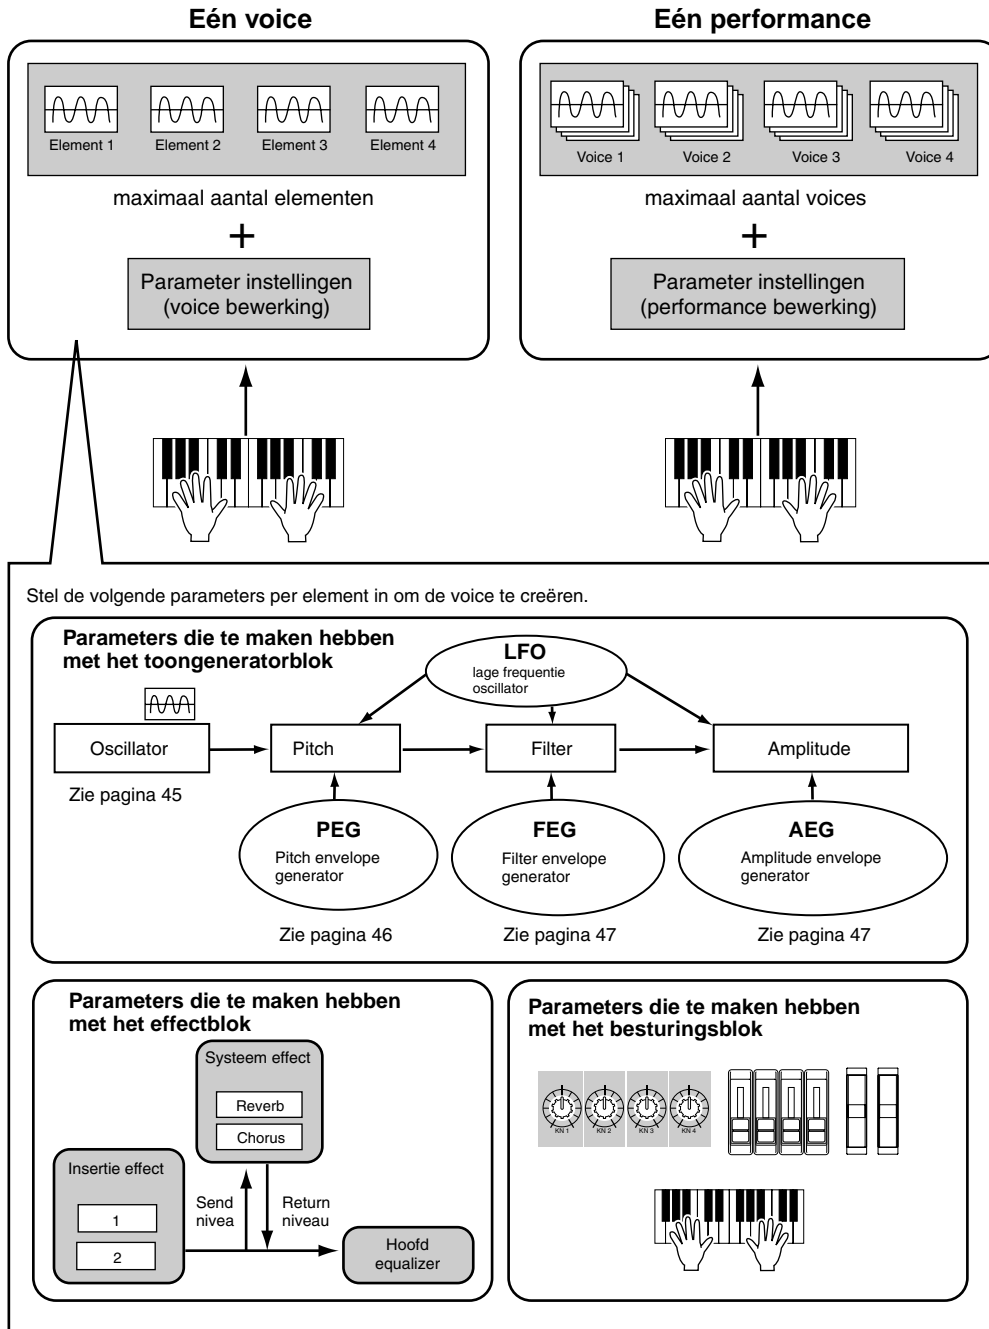 Eén voice
Element 1
Element 2
Element 3
Element 4
maximaal aantal elementen
+
Parameter instellingen
(voice bewerking)
Eén performance
Voice 1
Voice 2
Voice 3
Voice 4
maximaal aantal voices
+
Parameter instellingen
(performance bewerking)
Stel de volgende parameters per element in om de voice te creëren.
Parameters die te maken hebben
met het toongeneratorblok
LFO
lage frequentie
oscillator
Oscillator
Pitch
Filter
Amplitude
Zie pagina 45
PEG
Pitch envelope
generator
FEG
Filter envelope
generator
AEG
Amplitude envelope
generator
Zie pagina 46
Zie pagina 47
Zie pagina 47
Parameters die te maken hebben
met het effectblok
Systeem effect
Reverb
Chorus
Insertie effect
1
2
Send
nivea
Return
niveau
Hoofd
equalizer
Parameters die te maken hebben
met het besturingsblok
KN 1
KN 2
KN 3
KN 4